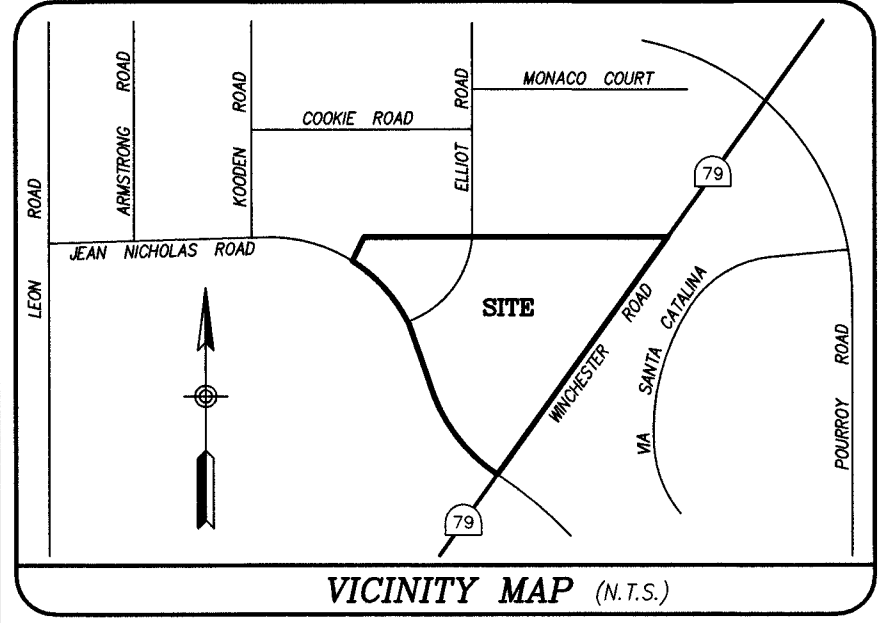 MONACO COURT
COOKIE ROAD
LEON ROAD
ARMSTRONG ROAD
KOODEN ROAD
ELLIOT ROAD
79
JEAN NICHOLAS ROAD
SITE
WINCHESTER ROAD
VIA SANTA CATALINA
POURROY ROAD
79
VICINITY MAP (N.T.S.)